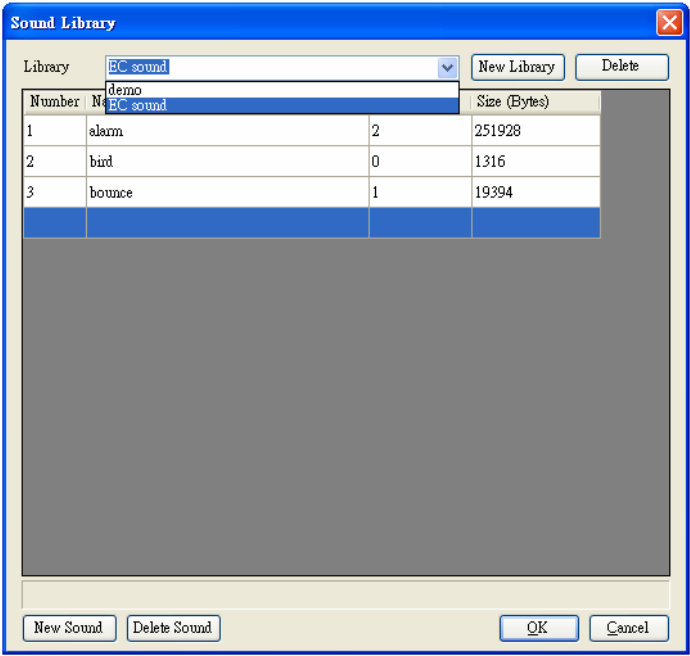 Sound Library
Library EC sound New Library Delete
demo
EC sound
Number Size (Bytes)
1 alarm 2 251928
2 bird 0 1316
3 bounce 1 19394
New Sound Delete Sound OK Cancel